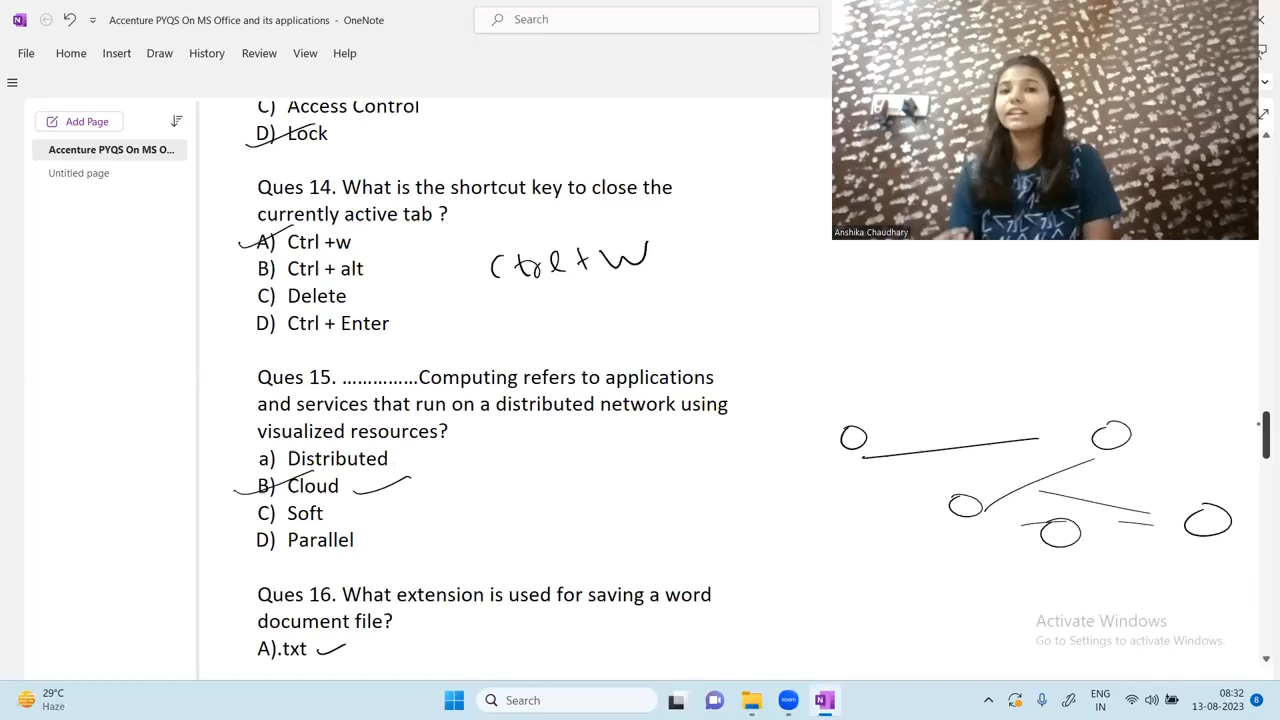 Accenture PYQS On MS Office and its applications - OneNote
Search
File Home Insert Draw History Review View Help
Add Page
Accenture PYQS On MS O...
Untitled page
C) Access Control
D) Lock
Ques 14. What is the shortcut key to close the
currently active tab ?
A) Ctrl +w
B) Ctrl + alt
C) Delete
D) Ctrl + Enter
Ctrl + W
Ques 15. ……………Computing refers to applications
and services that run on a distributed network using
visualized resources?
a) Distributed
B) Cloud
C) Soft
D) Parallel
Ques 16. What extension is used for saving a word
document file?
A).txt
Anshika Chaudhary
Activate Windows
Go to Settings to activate Windows.
29°C
Haze
Search
zoom
ENG
IN
08:32
13-08-2023
8